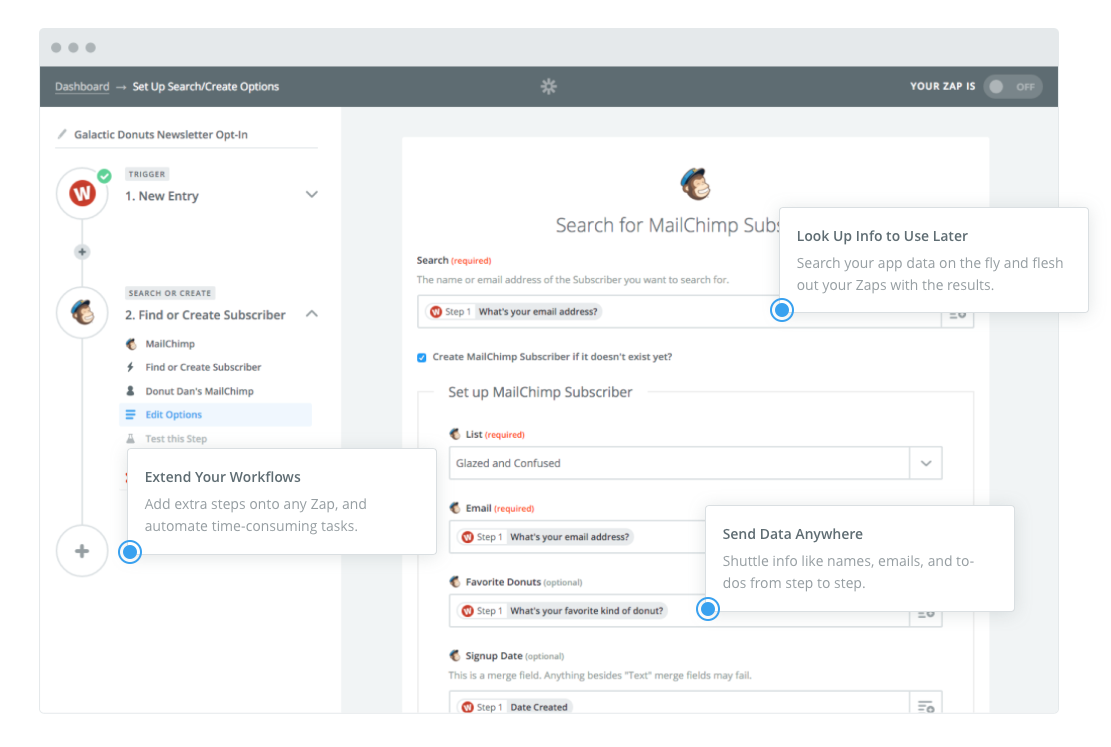 Dashboard → Set Up Search/Create Options
YOUR ZAP IS
OFF
Galactic Donuts Newsletter Opt-In
TRIGGER
1. New Entry
SEARCH OR CREATE
2. Find or Create Subscriber
MailChimp
Find or Create Subscriber
Donut Dan's MailChimp
Edit Options
Test this Step
Extend Your Workflows
Add extra steps onto any Zap, and
automate time-consuming tasks.
Search for MailChimp
Look Up Info to Use Later
Search your app data on the fly and flesh
out your Zaps with the results.
Search (required)
The name or email address of the Subscriber you want to search for.
Step 1 What's your email address?
Create MailChimp Subscriber if it doesn't exist yet?
Set up MailChimp Subscriber
List (required)
Glazed and Confused
Email (required)
Step 1 What's your email address?
Send Data Anywhere
Shuttle info like names, emails, and to-
dos from step to step.
Favorite Donuts (optional)
Step 1 What's your favorite kind of donut?
Signup Date (optional)
This is a merge field. Anything besides "Text" merge fields may fail.
Step 1 Date Created